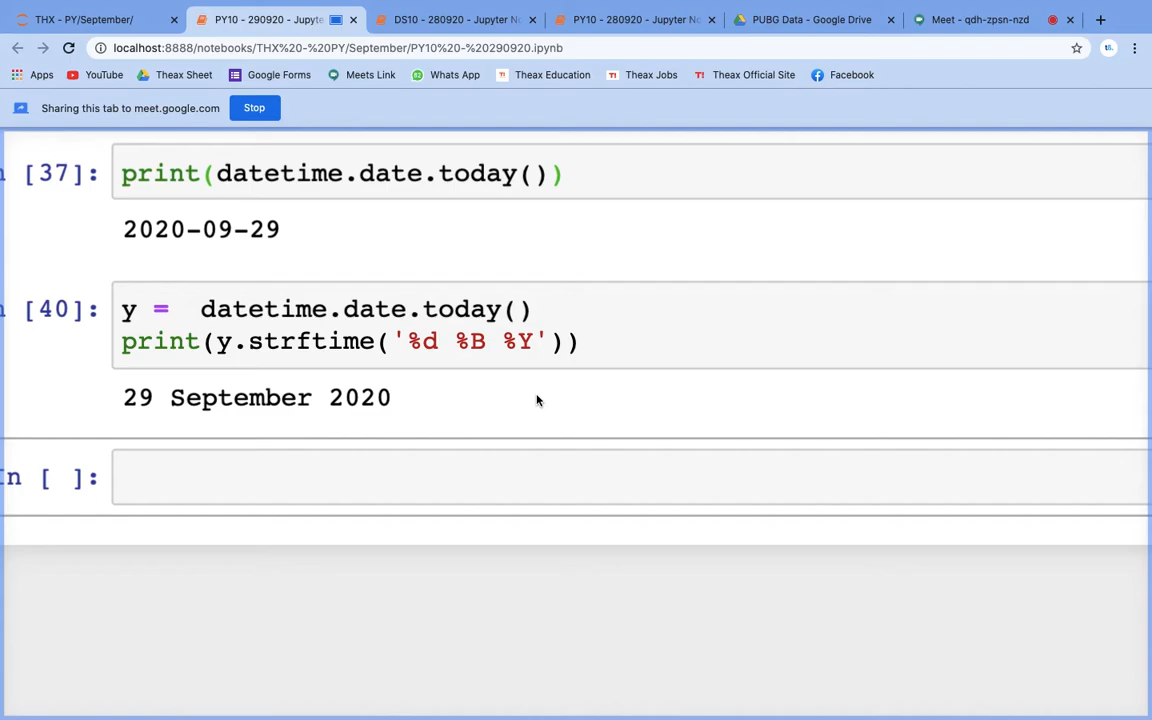 THX - PY/September/
PY10 - 290920 - Jupyte
DS10 - 280920 - Jupyter No
PY10 - 280920 - Jupyter No
PUBG Data - Google Drive
Meet - qdh-zpsn-nzd
localhost:8888/notebooks/THX%20-%20PY/September/PY10%20-%20290920.ipynb
Apps
YouTube
Theax Sheet
Google Forms
Meets Link
Whats App
T! Theax Education
T! Theax Jobs
T! Theax Official Site
Facebook
Sharing this tab to meet.google.com
Stop
n [37]: print(datetime.date.today())
2020-09-29
n [40]: y =  datetime.date.today()
print(y.strftime('%d %B %Y'))
29 September 2020
In [ ]: